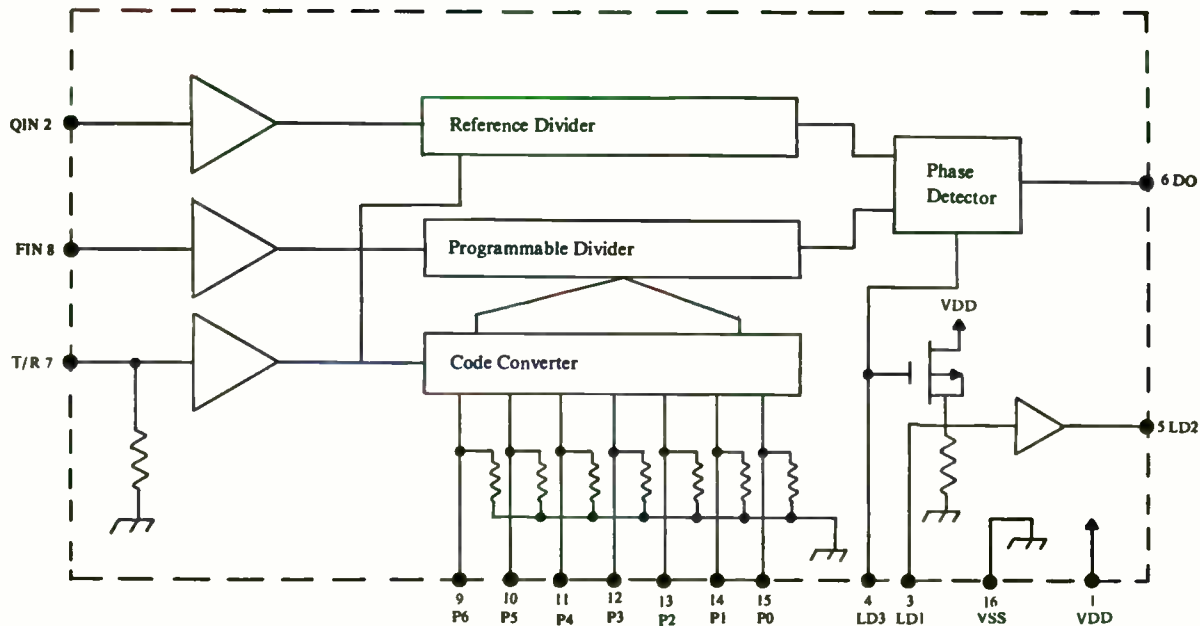 QIN 2
Reference Divider
Phase
Detector
6 DO
FIN 8
Programmable Divider
VDD
T/R 7
Code Converter
5 LD2
9
P6
10
P5
11
P4
12
P3
13
P2
14
P1
15
P0
4
LD3
3
LD1
16
VSS
1
VDD